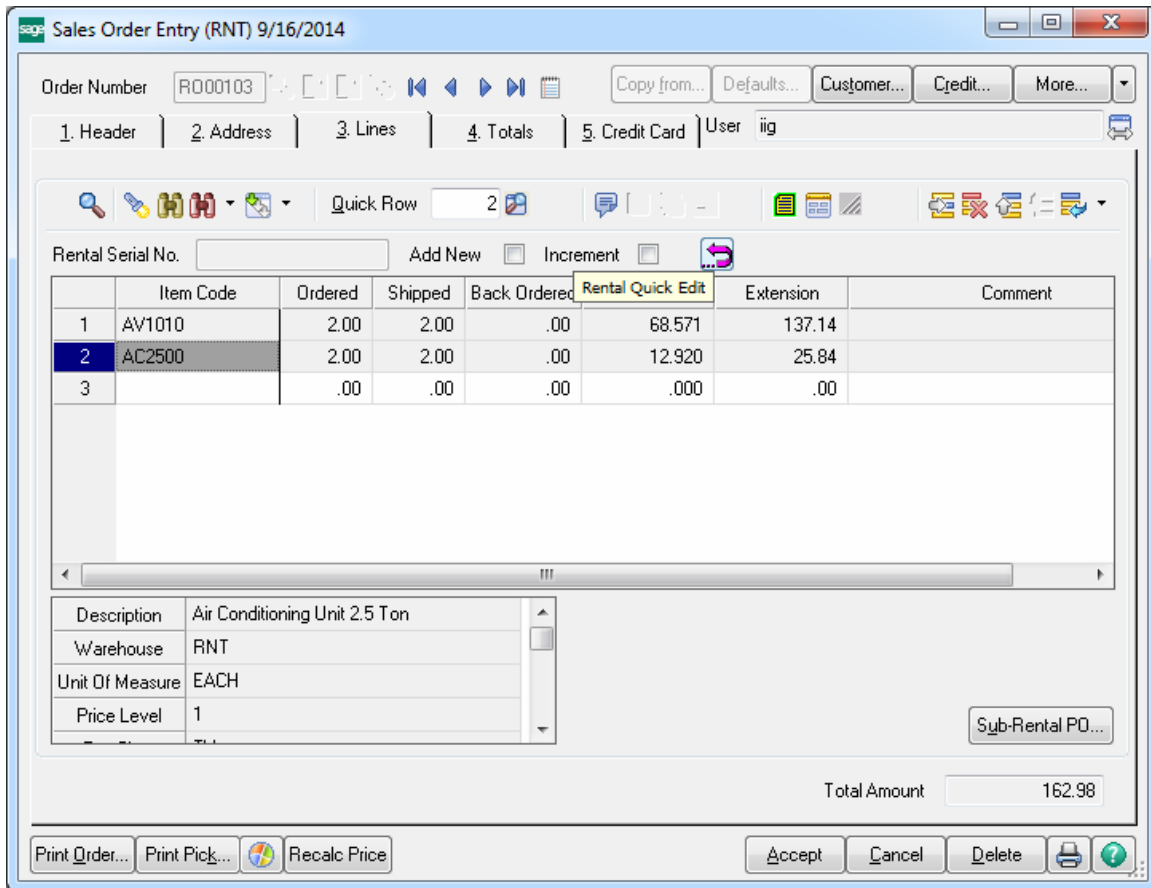 sage Sales Order Entry (RNT) 9/16/2014
Order Number RO00103 Copy from... Defaults... Customer... Credit... More...
1. Header 2. Address 3. Lines 4. Totals 5. Credit Card User iig
Quick Row 2
Rental Serial No. Add New Increment
Rental Quick Edit
Item Code Ordered Shipped Back Ordered Extension Comment
1 AV1010 2.00 2.00 .00 68.571 137.14
2 AC2500 2.00 2.00 .00 12.920 25.84
3 .00 .00 .00 .000 .00
Description Air Conditioning Unit 2.5 Ton
Warehouse RNT
Unit Of Measure EACH
Price Level 1
Sub-Rental PO...
Total Amount 162.98
Print Order... Print Pick... Recalc Price Accept Cancel Delete